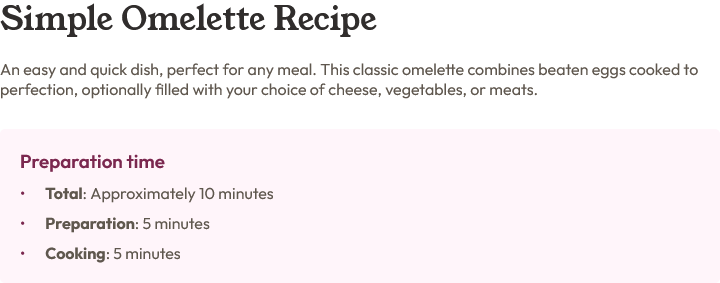 Simple Omelette Recipe
An easy and quick dish, perfect for any meal. This classic omelette combines beaten eggs cooked to
perfection, optionally filled with your choice of cheese, vegetables, or meats.
Preparation time
• Total: Approximately 10 minutes
• Preparation: 5 minutes
• Cooking: 5 minutes